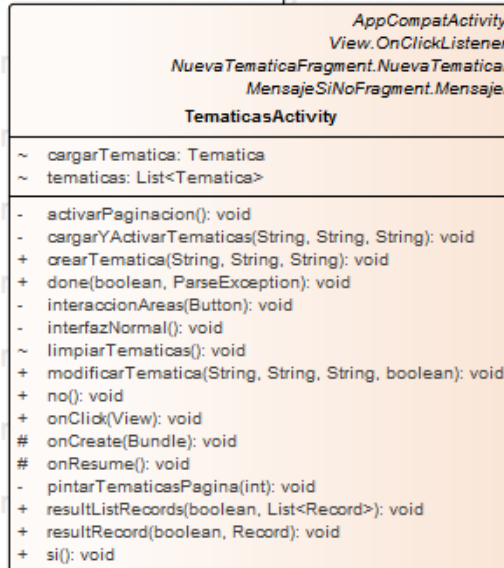 AppCompatActivity
View.OnClickListener
NuevaTematicaFragment.NuevaTematica
MensajeSiNoFragment.Mensaje
TematicasActivity
~ cargarTematica: Tematica
~ tematicas: List<Tematica>
- activarPaginacion(): void
- cargarYActivarTematicas(String, String, String): void
+ crearTematica(String, String, String): void
+ done(boolean, ParseException): void
- interaccionAreas(Button): void
- interfazNormal(): void
~ limpiarTematicas(): void
+ modificarTematica(String, String, String, boolean): void
+ no(): void
+ onClick(View): void
# onCreate(Bundle): void
# onResume(): void
- pintarTematicasPagina(int): void
+ resultListRecords(boolean, List<Record>): void
+ resultRecord(boolean, Record): void
+ si(): void